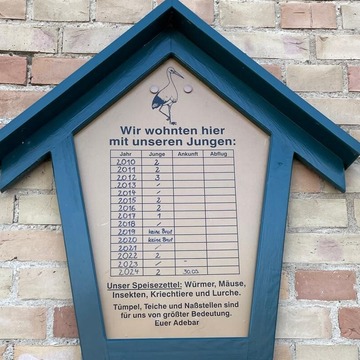 Wir wohnten hier
mit unseren Jungen:
Jahr Junge Ankunft Abflug
2010 2
2011 2
2012 3
2013 /
2014 /
2015 2
2016 2
2017 1
2018 /
2019 keine Brut
2020 keine Brut
2021 /
2022 2
2023 / "
2024 2 30.03
Unser Speisezettel: Würmer, Mäuse,
Insekten, Kriechtiere und Lurche.
Tümpel, Teiche und Naßstellen sind
für uns von größter Bedeutung.
Euer Adebar